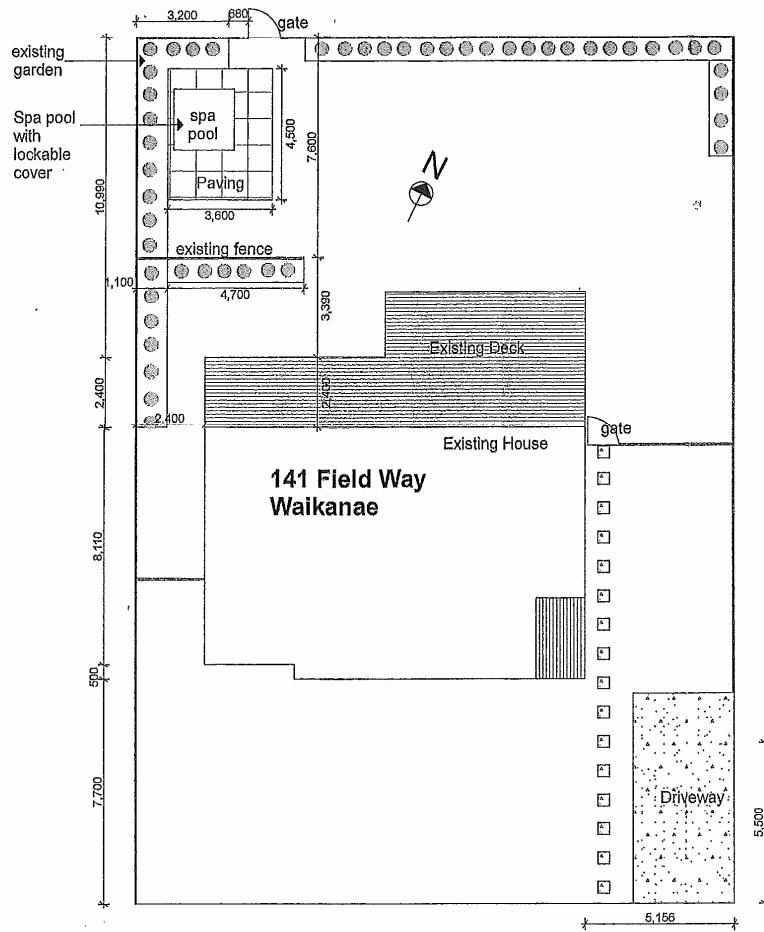 3,200
680
gate
existing
garden
Spa pool
with
lockable
cover
spa
pool
4,500
7,600
N
Paving
3,600
10,990
existing fence
1,100
4,700
3,390
Existing Deck
2,400
2,400
2,400
gate
Existing House
141 Field Way
Waikanae
8,110
500
7,700
Driveway
5,500
5,156